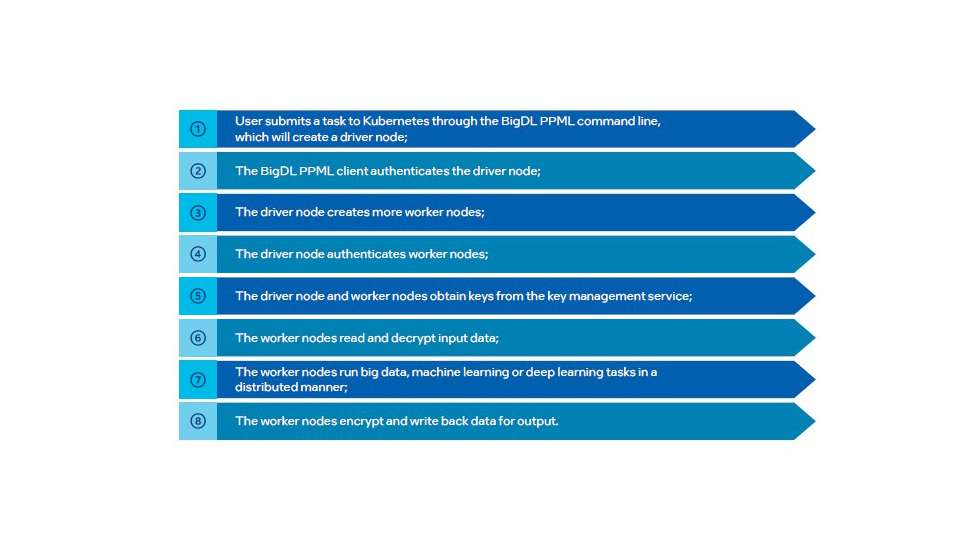 1
User submits a task to Kubernetes through the BigDL PPML command line,
which will create a driver node;
2
The BigDL PPML client authenticates the driver node;
3
The driver node creates more worker nodes;
4
The driver node authenticates worker nodes;
5
The driver node and worker nodes obtain keys from the key management service;
6
The worker nodes read and decrypt input data;
7
The worker nodes run big data, machine learning or deep learning tasks in a
distributed manner;
8
The worker nodes encrypt and write back data for output.